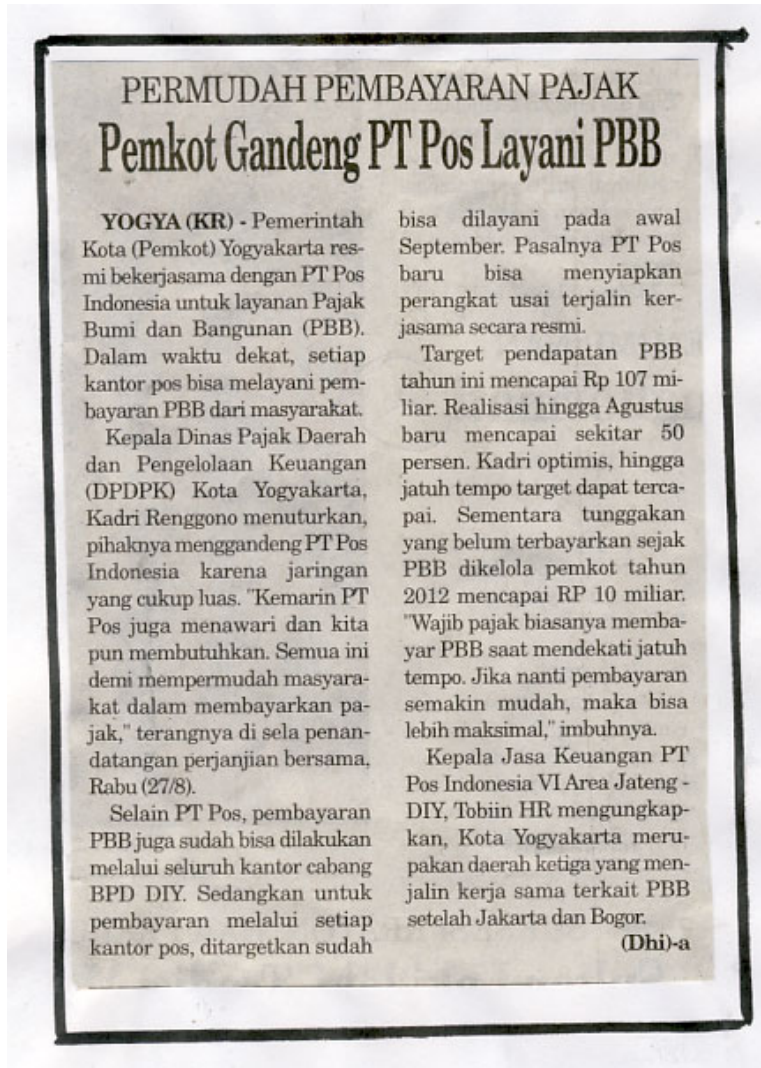 PERMUDAH PEMBAYARAN PAJAK
Pemkot Gandeng PT Pos Layani PBB
YOGYA (KR) - Pemerintah
Kota (Pemkot) Yogyakarta res-
mi bekerjasama dengan PT Pos
Indonesia untuk layanan Pajak
Bumi dan Bangunan (PBB).
Dalam waktu dekat, setiap
kantor pos bisa melayani pem-
bayaran PBB dari masyarakat.
Kepala Dinas Pajak Daerah
dan Pengelolaan Keuangan
(DPDPK) Kota Yogyakarta,
Kadri Renggono menuturkan,
pihaknya menggandeng PT Pos
Indonesia karena jaringan
yang cukup luas. "Kemarin PT
Pos juga menawari dan kita
pun membutuhkan. Semua ini
demi mempermudah masyara-
kat dalam membayarkan pa-
jak," terangnya di sela penan-
datangan perjanjian bersama,
Rabu (27/8).
Selain PT Pos, pembayaran
PBB juga sudah bisa dilakukan
melalui seluruh kantor cabang
BPD DIY. Sedangkan untuk
pembayaran melalui setiap
kantor pos, ditargetkan sudah
bisa dilayani pada awal
September. Pasalnya PT Pos
baru bisa menyiapkan
perangkat usai terjalin ker-
jasama secara resmi.
Target pendapatan PBB
tahun ini mencapai Rp 107 mi-
liar. Realisasi hingga Agustus
baru mencapai sekitar 50
persen. Kadri optimis, hingga
jatuh tempo target dapat terca-
pai. Sementara tunggakan
yang belum terbayarkan sejak
PBB dikelola pemkot tahun
2012 mencapai RP 10 miliar.
"Wajib pajak biasanya memba-
yar PBB saat mendekati jatuh
tempo. Jika nanti pembayaran
semakin mudah, maka bisa
lebih maksimal," imbuhnya.
Kepala Jasa Keuangan PT
Pos Indonesia VI Area Jateng -
DIY, Tobiin HR mengungkap-
kan, Kota Yogyakarta meru-
pakan daerah ketiga yang men-
jalin kerja sama terkait PBB
setelah Jakarta dan Bogor.
(Dhi)-a